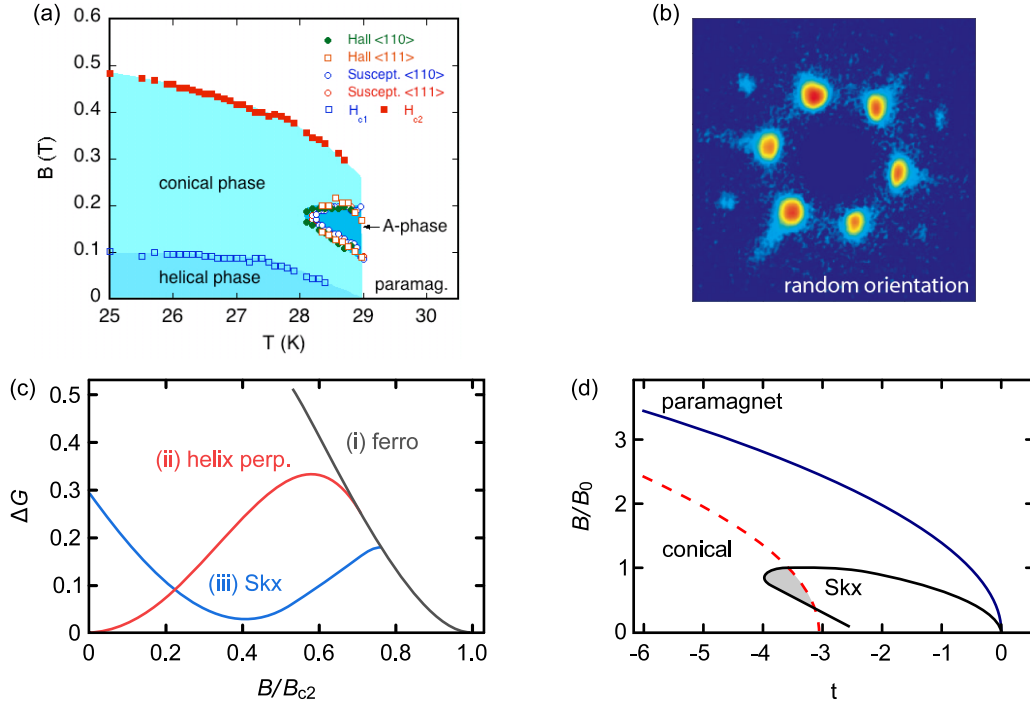 (a)
0.6
0.5
0.4
0.3
0.2
0.1
0
B (T)
Hall <110>
Hall <111>
Suscept. <110>
Suscept. <111>
H_c1 H_c2
conical phase
A-phase
helical phase
paramag.
25 26 27 28 29 30
T (K)
(b)
random orientation
(c)
0.5
0.4
0.3
0.2
0.1
0
ΔG
(i) ferro
(ii) helix perp.
(iii) Skx
0 0.2 0.4 0.6 0.8 1.0
B/B_c2
(d)
3
2
1
0
B/B_0
paramagnet
conical
Skx
-6 -5 -4 -3 -2 -1 0
t